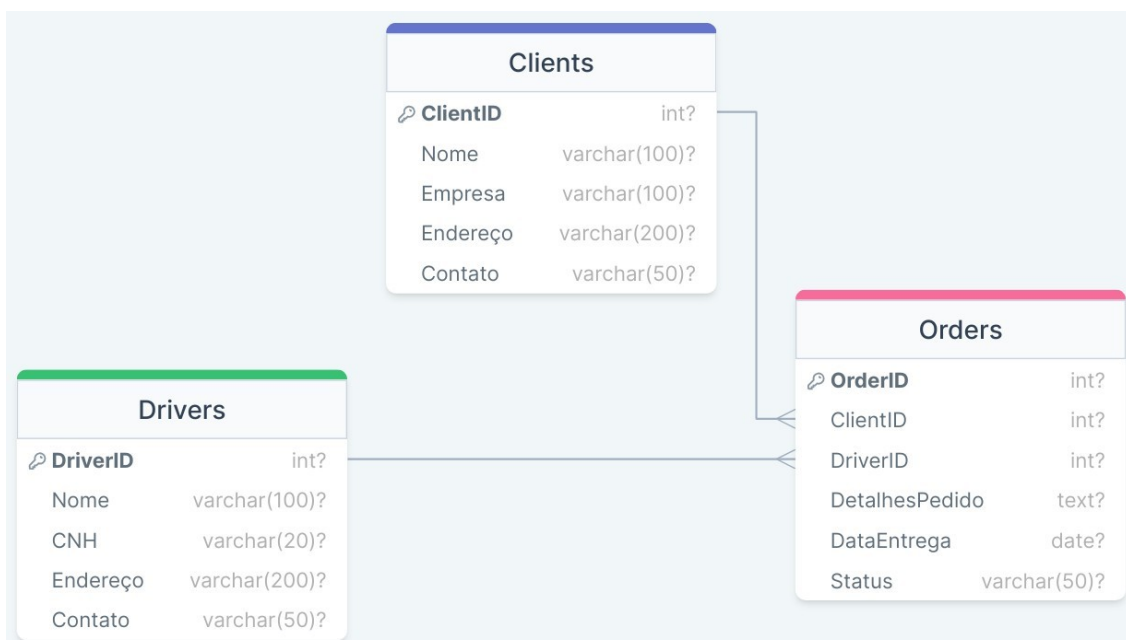 Clients
ClientID int?
Nome varchar(100)?
Empresa varchar(100)?
Endereço varchar(200)?
Contato varchar(50)?
Orders
OrderID int?
ClientID int?
DriverID int?
DetalhesPedido text?
DataEntrega date?
Status varchar(50)?
Drivers
DriverID int?
Nome varchar(100)?
CNH varchar(20)?
Endereço varchar(200)?
Contato varchar(50)?